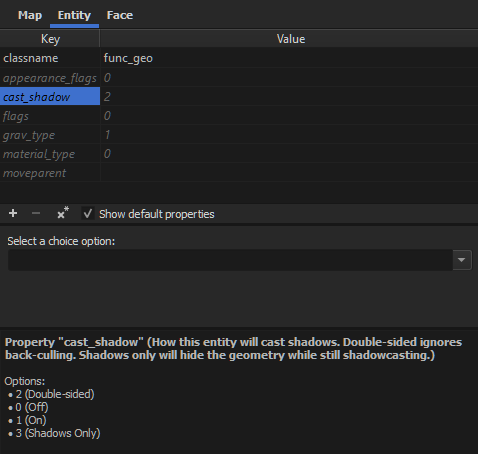 Map Entity Face
Key Value
classname func_geo
appearance_flags 0
cast_shadow 2
flags 0
grav_type 1
material_type 0
moveparent
+ − x* ✓ Show default properties
Select a choice option:
Property "cast_shadow" (How this entity will cast shadows. Double-sided ignores
back-culling. Shadows only will hide the geometry while still shadowcasting.)
Options:
• 2 (Double-sided)
• 0 (Off)
• 1 (On)
• 3 (Shadows Only)